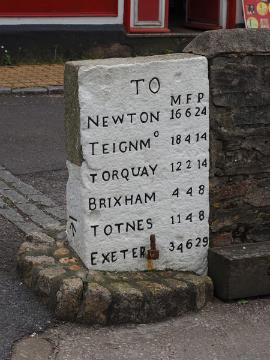 TO
M F P
NEWTON 16 6 24
TEIGNMº 18 4 14
TORQUAY 12 2 14
BRIXHAM 4 4 8
TOTNES 11 4 8
EXETER 34 6 29